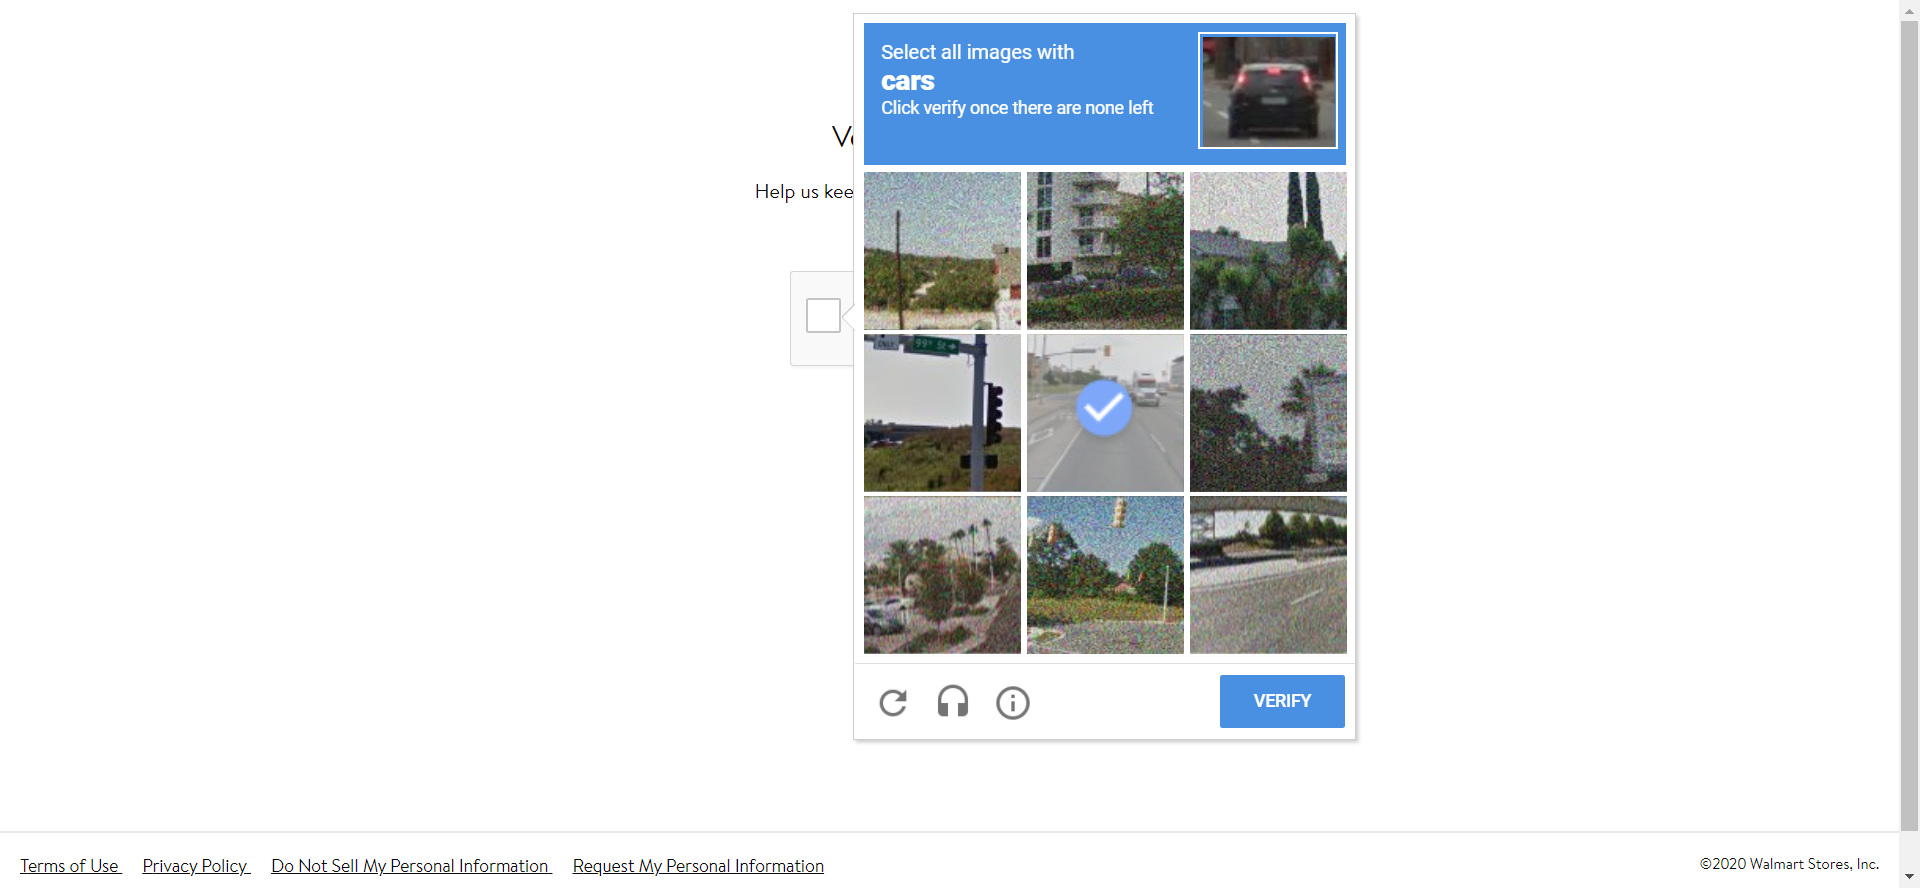 Select all images with
cars
Click verify once there are none left
Help us kee
ONLY
99th St
VERIFY
Terms of Use
Privacy Policy
Do Not Sell My Personal Information
Request My Personal Information
©2020 Walmart Stores, Inc.